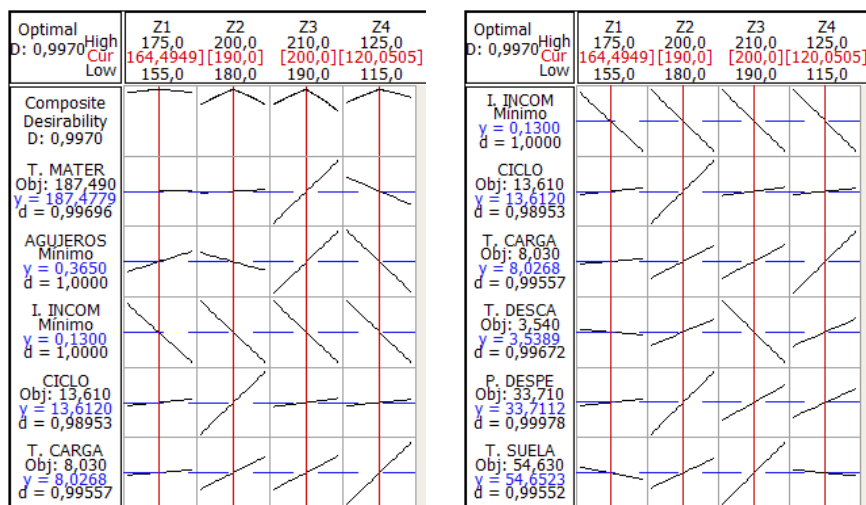 Optimal
D: 0,9970
High
Cur
Low
Z1
175,0
[164,4949]
155,0
Z2
200,0
[190,0]
180,0
Z3
210,0
[200,0]
190,0
Z4
125,0
[120,0505]
115,0
Composite
Desirability
D: 0,9970
T. MATER
Obj: 187,490
y = 187,4779
d = 0,99696
AGUJEROS
Mínimo
y = 0,3650
d = 1,0000
I. INCOM
Mínimo
y = 0,1300
d = 1,0000
CICLO
Obj: 13,610
y = 13,6120
d = 0,98953
T. CARGA
Obj: 8,030
y = 8,0268
d = 0,99557
Optimal
D: 0,9970
High
Cur
Low
Z1
175,0
[164,4949]
155,0
Z2
200,0
[190,0]
180,0
Z3
210,0
[200,0]
190,0
Z4
125,0
[120,0505]
115,0
I. INCOM
Mínimo
y = 0,1300
d = 1,0000
CICLO
Obj: 13,610
y = 13,6120
d = 0,98953
T. CARGA
Obj: 8,030
y = 8,0268
d = 0,99557
T. DESCA
Obj: 3,540
y = 3,5389
d = 0,99672
P. DESPE
Obj: 33,710
y = 33,7112
d = 0,99978
T. SUELA
Obj: 54,630
y = 54,6523
d = 0,99552